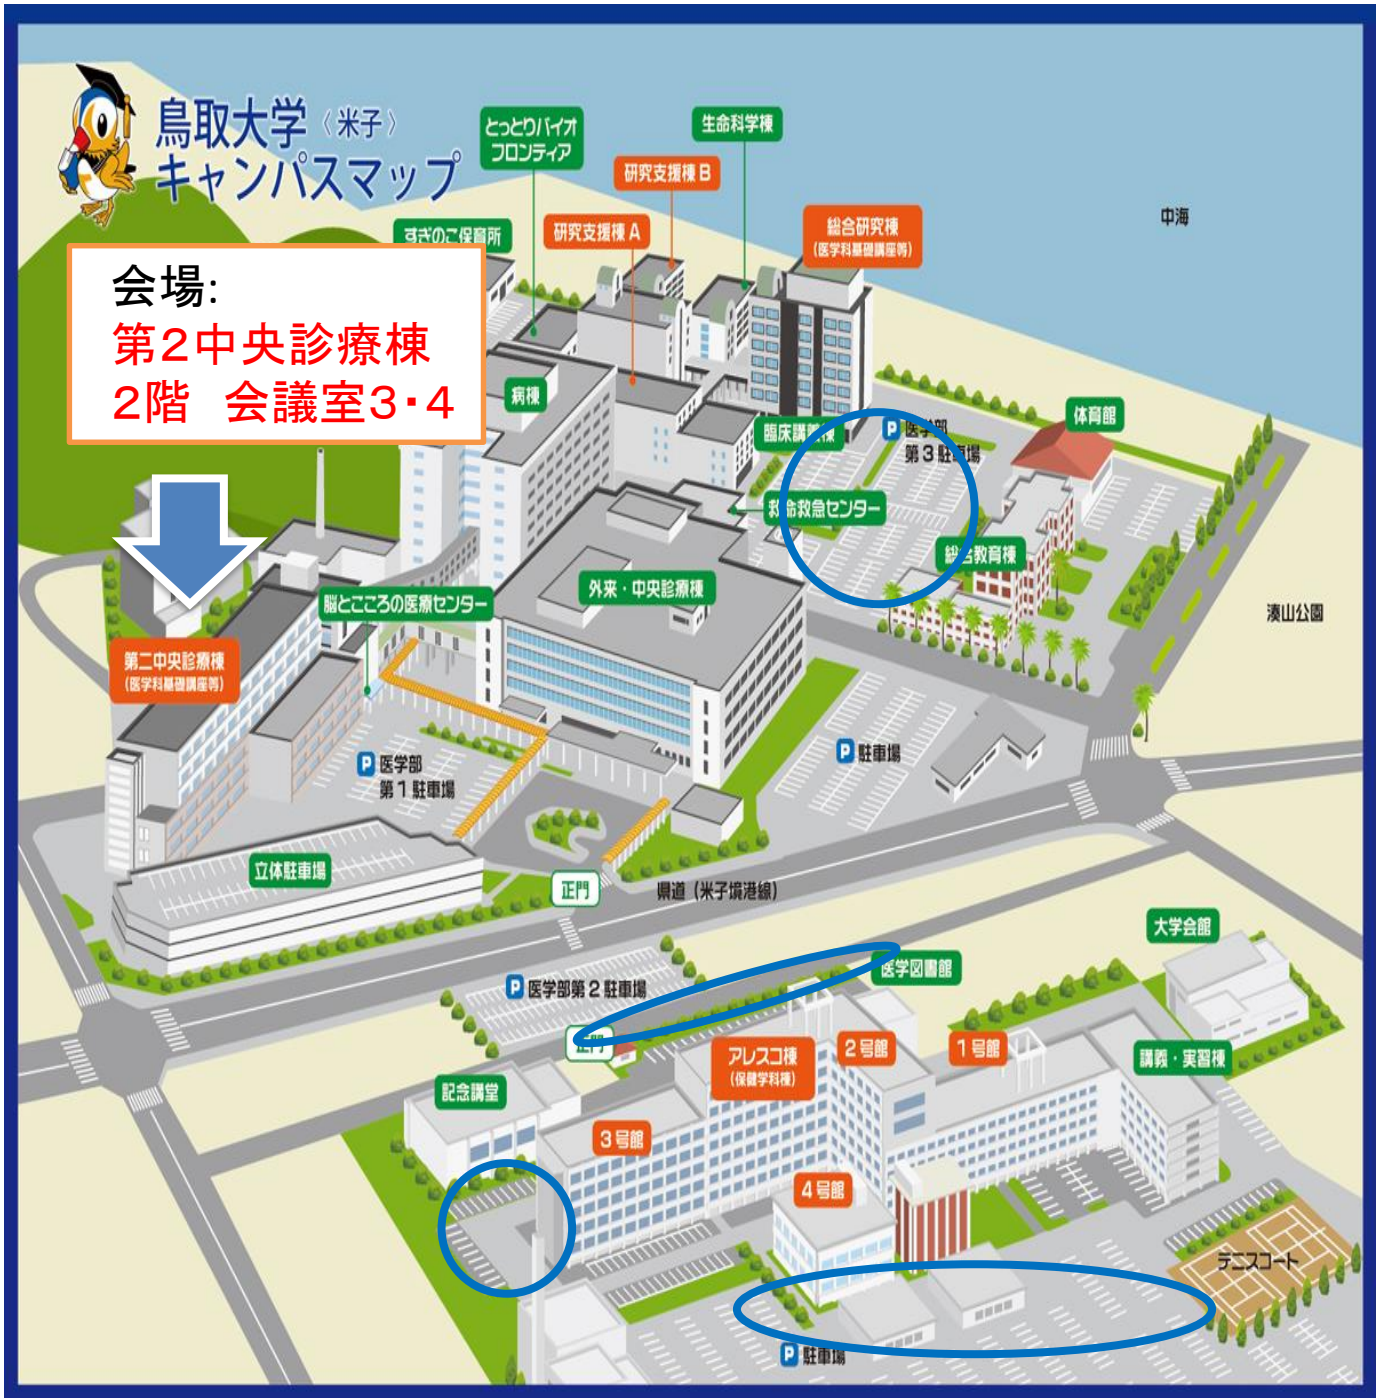 鳥取大学〈米子〉
キャンパスマップ
とっとりバイオ
フロンティア
生命科学棟
研究支援棟 B
すぎのこ保育所
研究支援棟 A
総合研究棟
(医学科基礎講座等)
中海
会場:
第2中央診療棟
2階　会議室3・4
病棟
臨床講義棟
P 医学部
第3駐車場
体育館
救命救急センター
総合教育棟
外来・中央診療棟
脳とこころの医療センター
湊山公園
第二中央診療棟
(医学科基礎講座等)
P 医学部
第1駐車場
P 駐車場
立体駐車場
正門
県道(米子境港線)
大学会館
医学図書館
P 医学部第2駐車場
正門
アレスコ棟
(保健学科棟)
2号館
1号館
講義・実習棟
記念講堂
3号館
4号館
テニスコート
P 駐車場